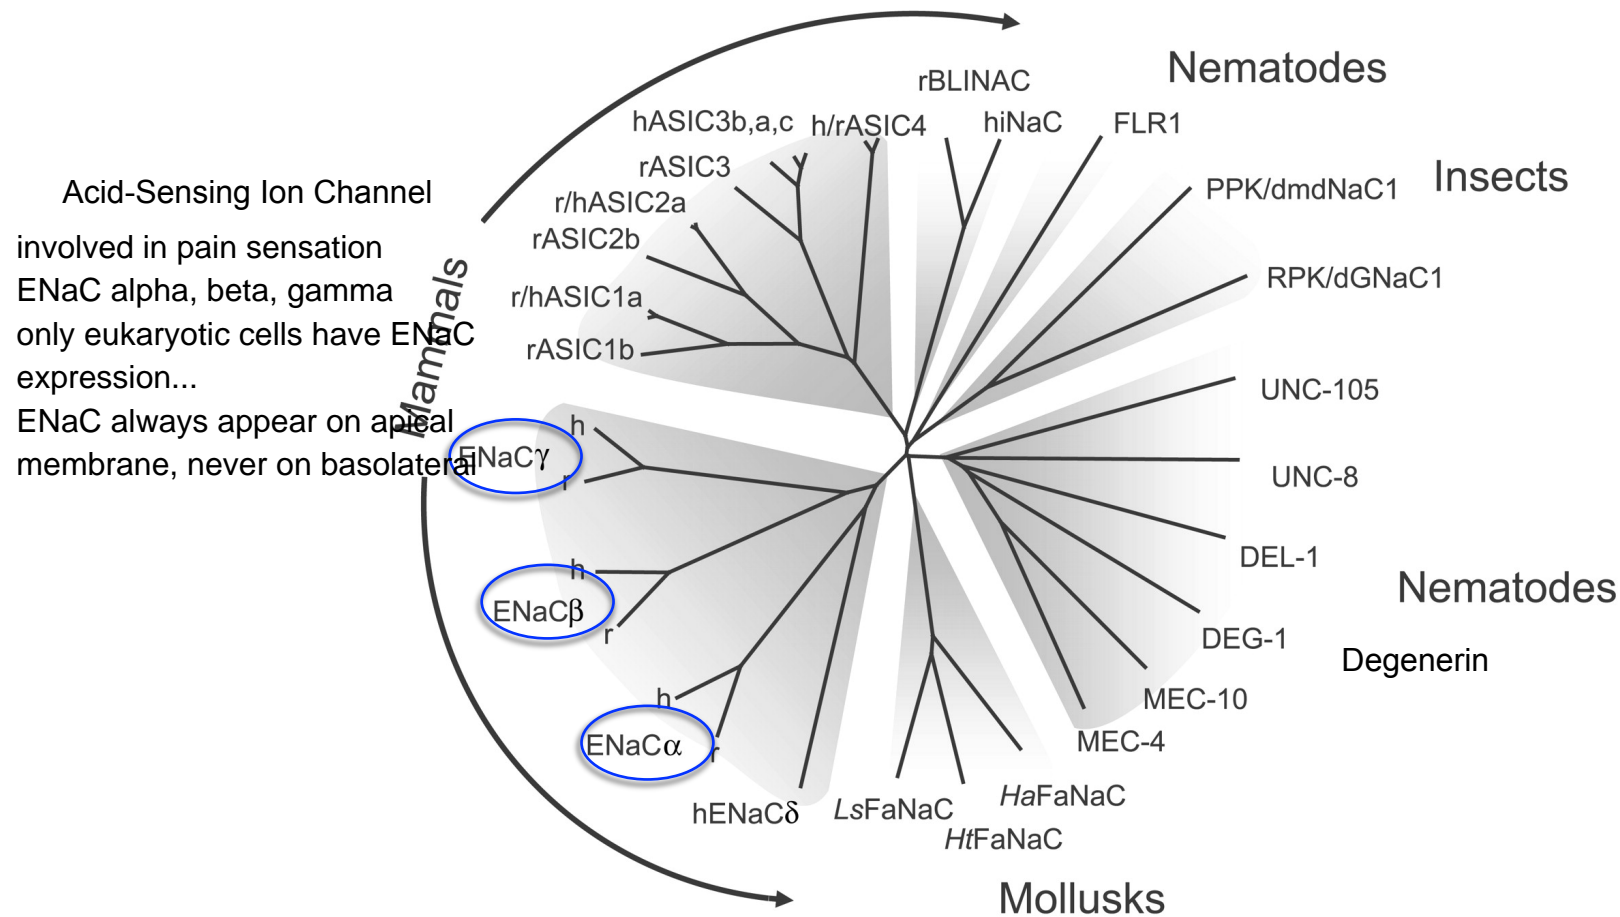 Nematodes
rBLINAC
hASIC3b,a,c
h/rASIC4
hiNaC
FLR1
rASIC3
PPK/dmdNaC1
Insects
Acid-Sensing Ion Channel
r/hASIC2a
rASIC2b
involved in pain sensation
ENaC alpha, beta, gamma
only eukaryotic cells have ENaC
expression...
ENaC always appear on apical
membrane, never on basolateral
Mammals
r/hASIC1a
rASIC1b
RPK/dGNaC1
UNC-105
h
ENaCγ
r
UNC-8
DEL-1
h
ENaCβ
r
Nematodes
DEG-1
Degenerin
h
ENaCα
r
MEC-10
MEC-4
hENaCδ
LsFaNaC
HaFaNaC
HtFaNaC
Mollusks